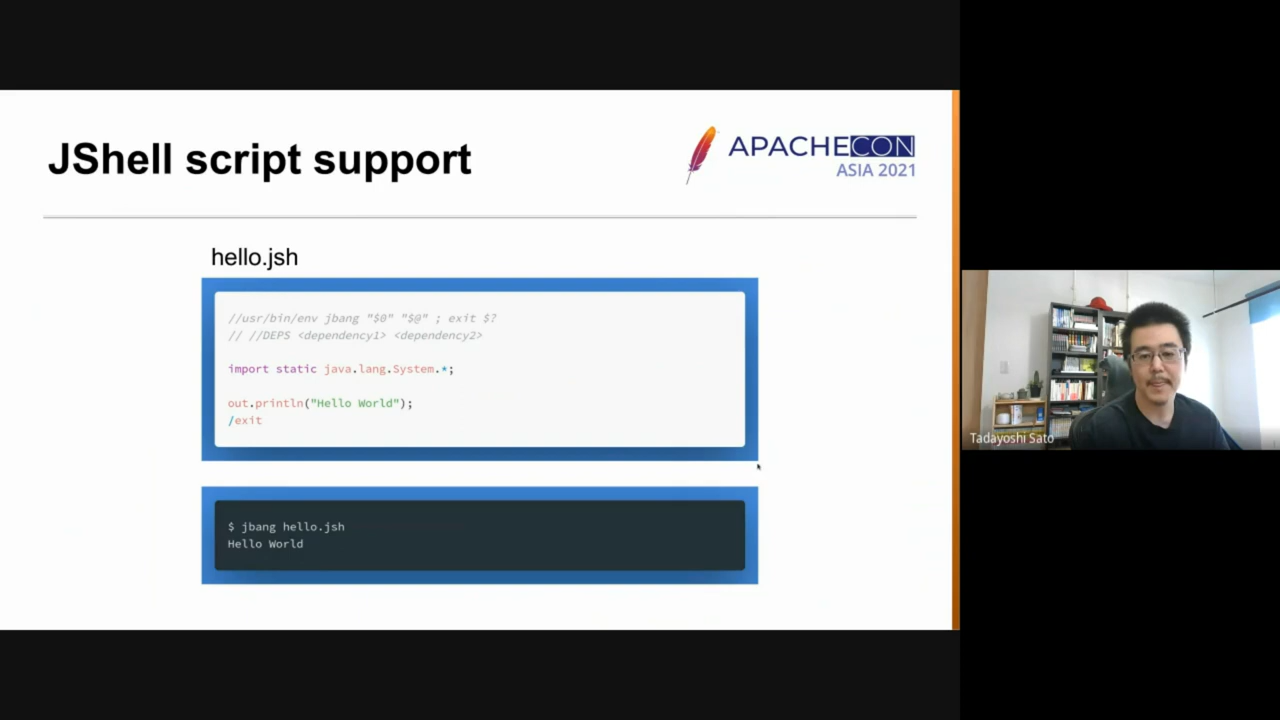 JShell script support
APACHECON
ASIA 2021
hello.jsh
//usr/bin/env jbang "$0" "$@" ; exit $?
// //DEPS <dependency1> <dependency2>
import static java.lang.System.*;
out.println("Hello World");
/exit
$ jbang hello.jsh
Hello World
Tadayoshi Sato